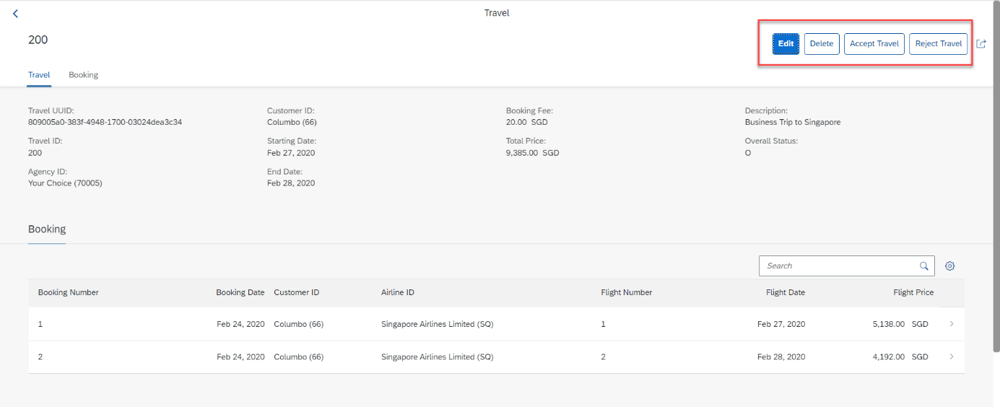 Travel
200
Edit Delete Accept Travel Reject Travel
Travel Booking
Travel UUID: Customer ID: Booking Fee: Description:
809005a0-383f-4948-1700-03024dea3c34 Columbo (66) 20.00 SGD Business Trip to Singapore
Travel ID: Starting Date: Total Price: Overall Status:
200 Feb 27, 2020 9,385.00 SGD O
Agency ID: End Date:
Your Choice (70005) Feb 28, 2020
Booking
Search
Booking Number Booking Date Customer ID Airline ID Flight Number Flight Date Flight Price
1 Feb 24, 2020 Columbo (66) Singapore Airlines Limited (SQ) 1 Feb 27, 2020 5,138.00 SGD
2 Feb 24, 2020 Columbo (66) Singapore Airlines Limited (SQ) 2 Feb 28, 2020 4,192.00 SGD